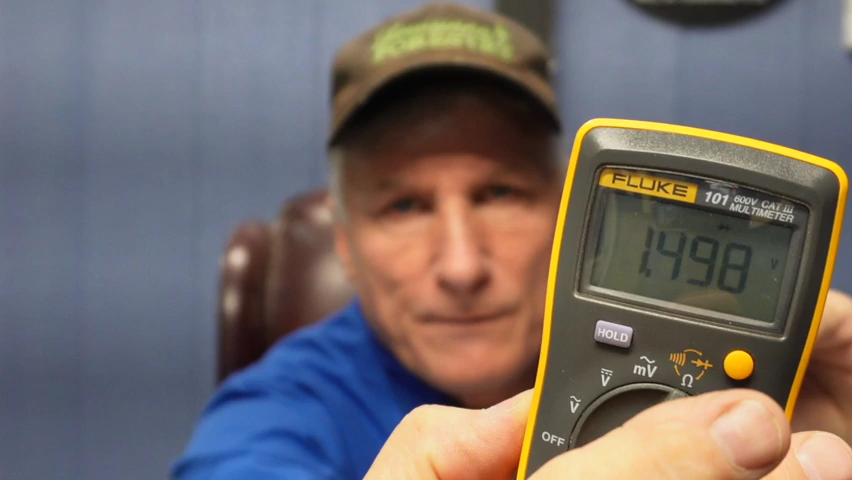 FLUKE
101 600V CAT III
MULTIMETER
1.498 V
HOLD
mV
V
V
Ω
OFF